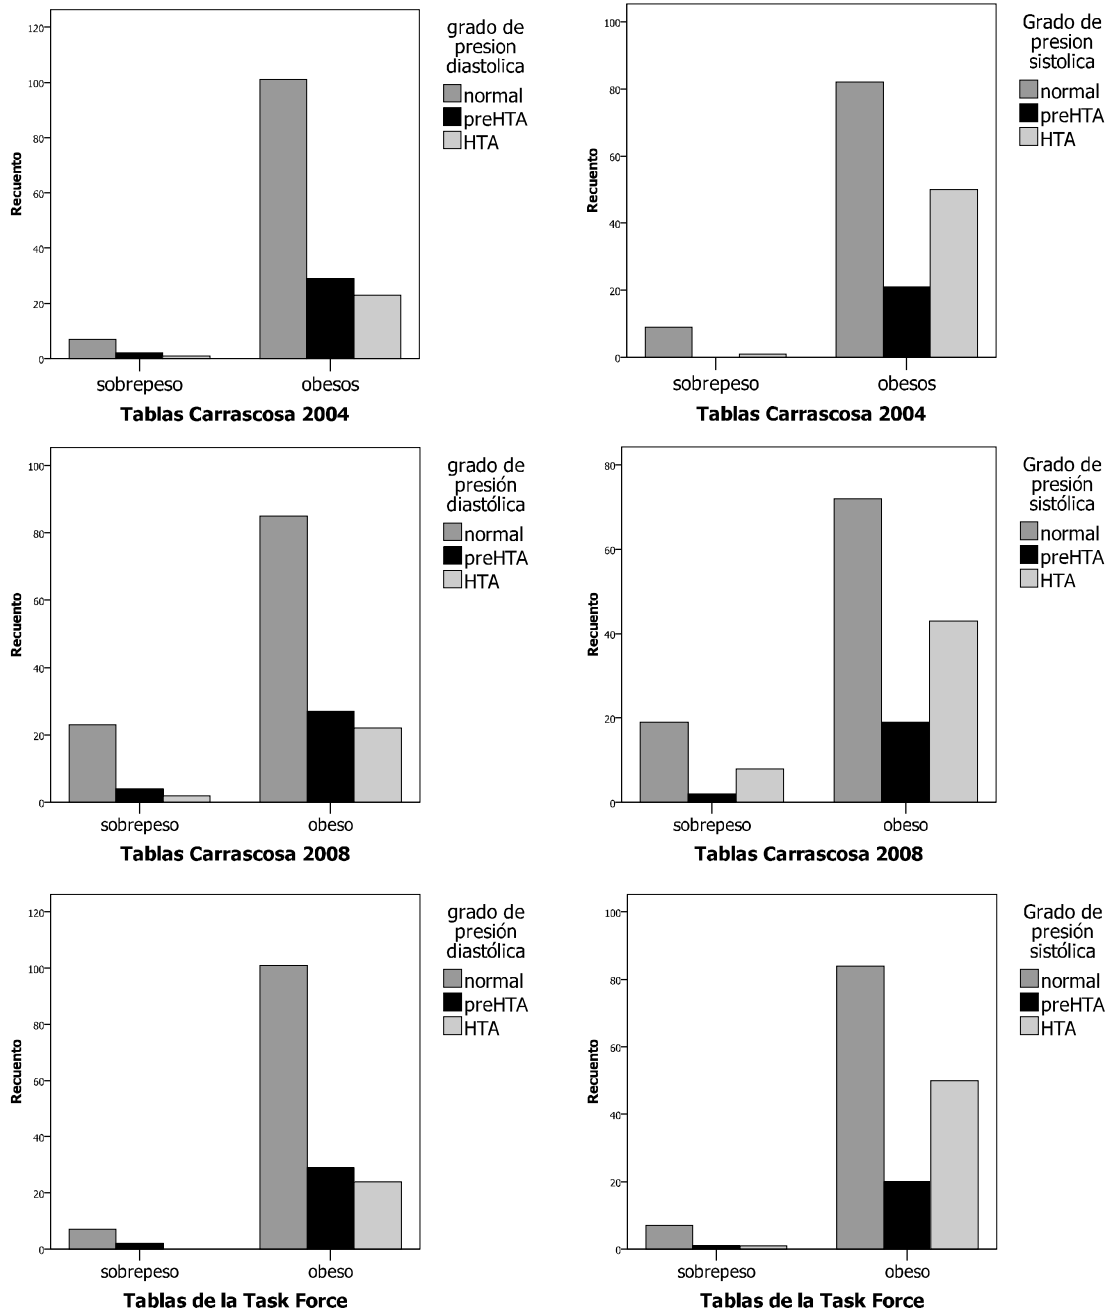 grado de
presion
diastolica
normal
preHTA
HTA
120
100
80
60
40
20
0
Recuento
sobrepeso
obesos
Tablas Carrascosa 2004
Grado de
presion
sistolica
normal
preHTA
HTA
100
80
60
40
20
0
Recuento
sobrepeso
obesos
Tablas Carrascosa 2004
grado de
presión
diastólica
normal
preHTA
HTA
100
80
60
40
20
0
Recuento
sobrepeso
obeso
Tablas Carrascosa 2008
Grado de
presión
sistólica
normal
preHTA
HTA
80
60
40
20
0
Recuento
sobrepeso
obeso
Tablas Carrascosa 2008
grado de
presión
diastólica
normal
preHTA
HTA
120
100
80
60
40
20
0
Recuento
sobrepeso
obeso
Tablas de la Task Force
Grado de
presión
sistólica
normal
preHTA
HTA
100
80
60
40
20
0
Recuento
sobrepeso
obeso
Tablas de la Task Force